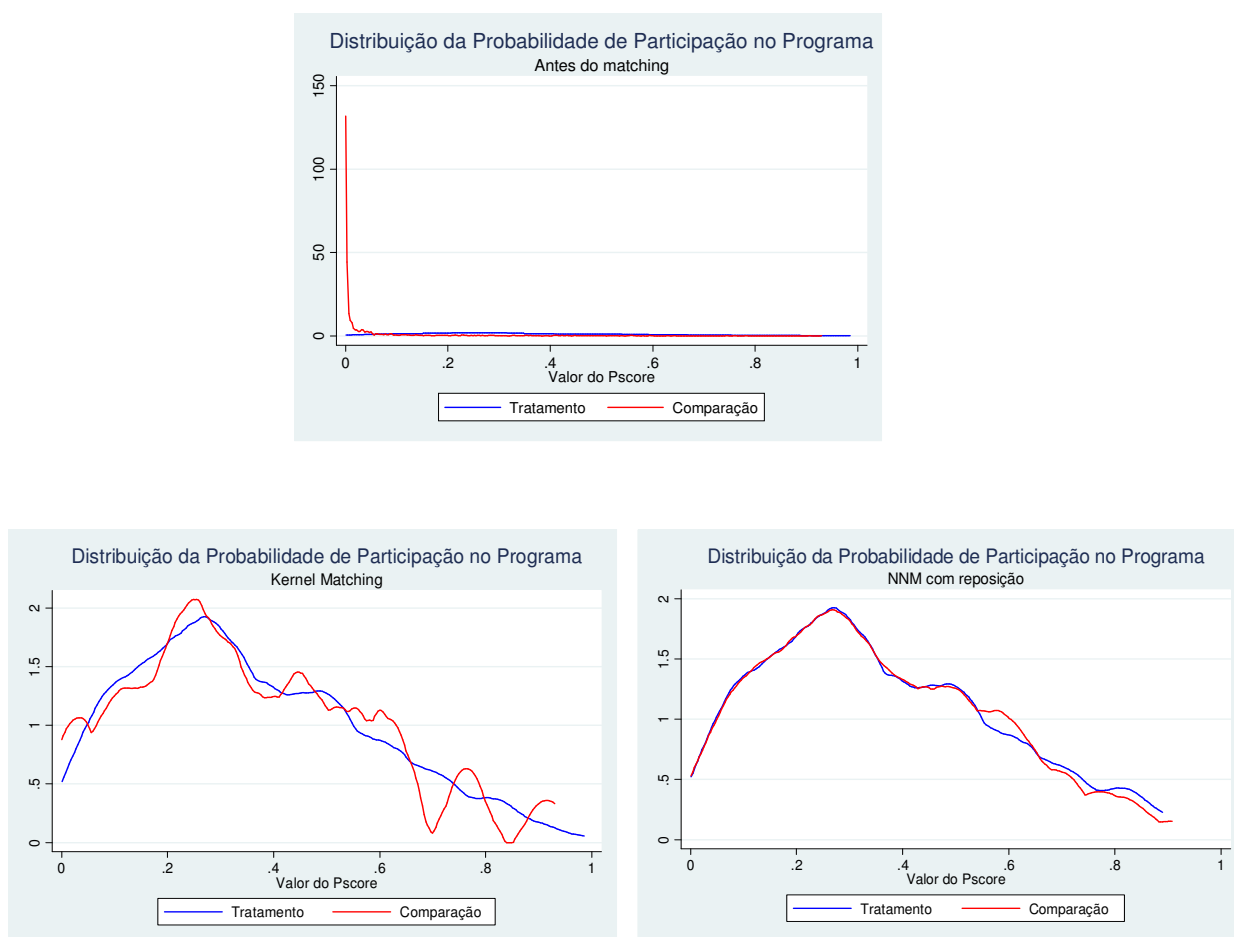 Distribuição da Probabilidade de Participação no Programa
Antes do matching
150
100
50
0
0 .2 .4 .6 .8 1
Valor do Pscore
Tratamento Comparação
Distribuição da Probabilidade de Participação no Programa
Kernel Matching
2
1.5
1
.5
0
0 .2 .4 .6 .8 1
Valor do Pscore
Tratamento Comparação
Distribuição da Probabilidade de Participação no Programa
NNM com reposição
2
1.5
1
.5
0
0 .2 .4 .6 .8 1
Valor do Pscore
Tratamento Comparação